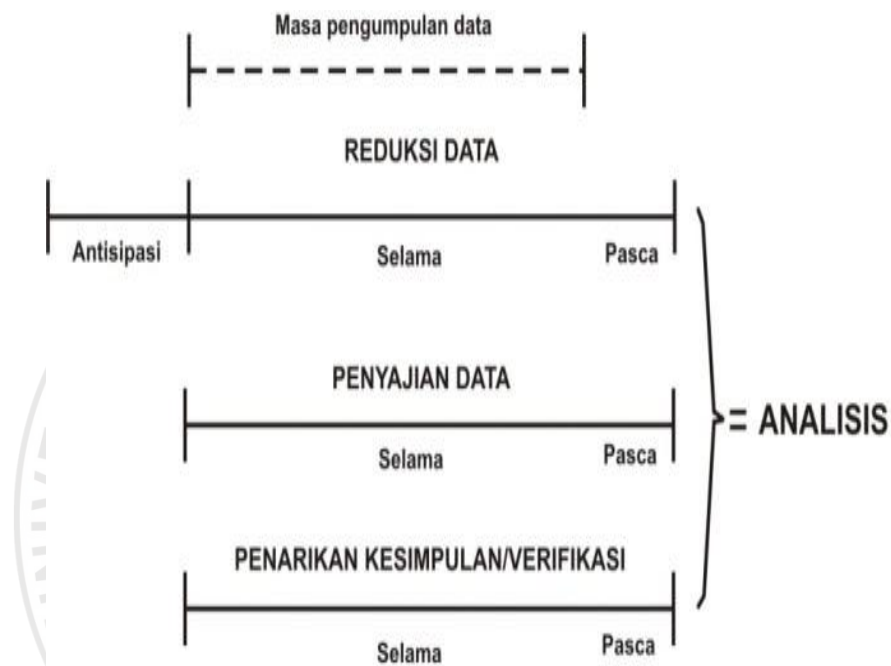 Masa pengumpulan data
REDUKSI DATA
Antisipasi Selama Pasca
PENYAJIAN DATA
Selama Pasca
= ANALISIS
PENARIKAN KESIMPULAN/VERIFIKASI
Selama Pasca